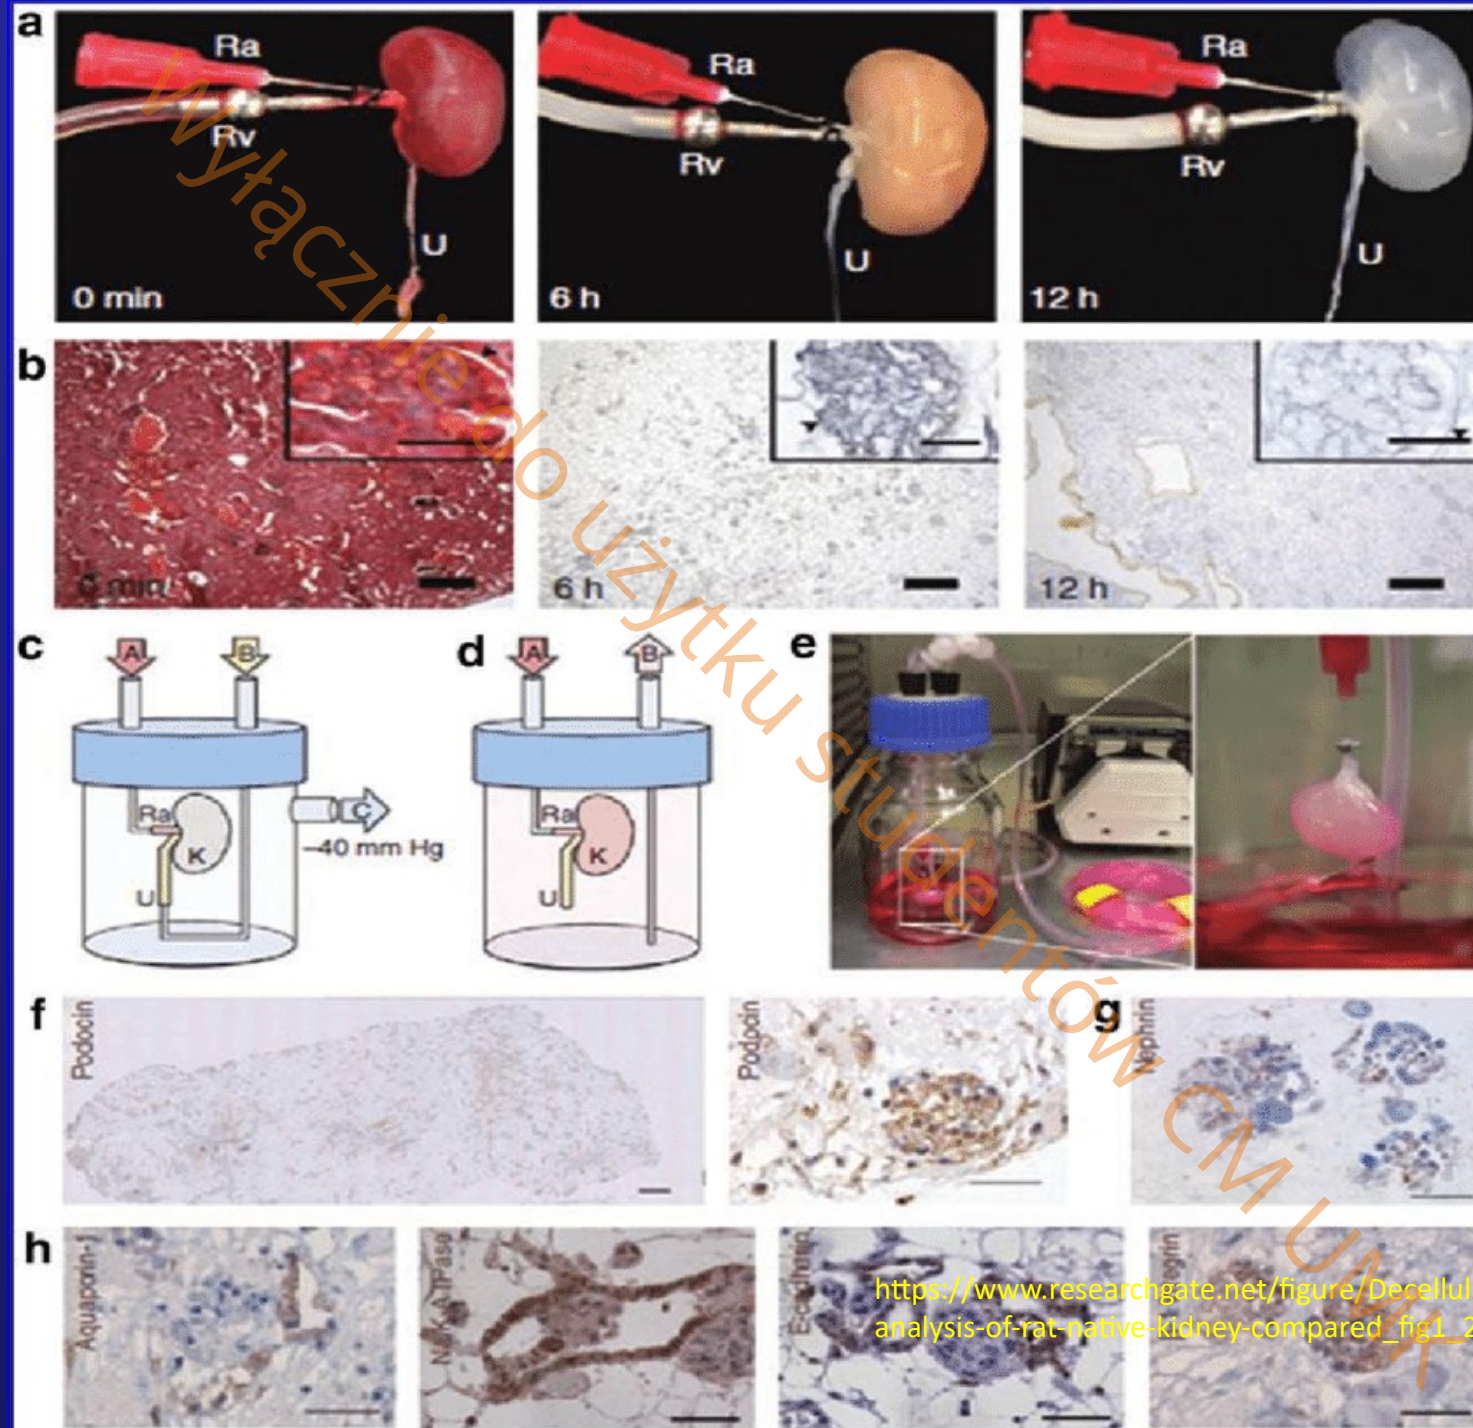 a
Ra
Rv
U
0 min
Ra
Rv
U
6 h
Ra
Rv
U
12 h
b
0 min
6 h
12 h
c
A
B
Ra
K
U
C
–40 mm Hg
d
A
B
Ra
K
U
e
f
Podocin
Podocin
g
Nephrin
h
Aquaporin-1
Na/K-ATPase
E-cadherin
https://www.researchgate.net/figure/Decellul
analysis-of-rat-native-kidney-compared_fig1_2
Wyłącznie do użytku studentów CM UMK